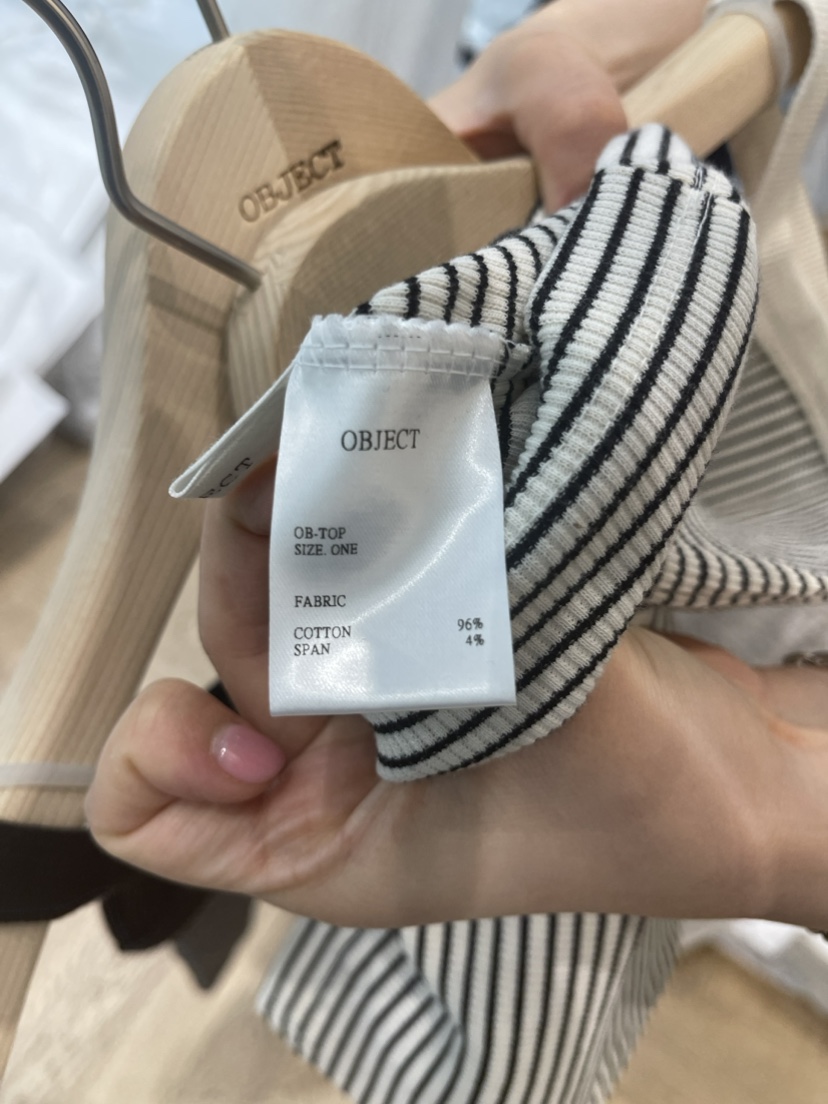 OBJECT
OBJECT
OB-TOP
SIZE. ONE
FABRIC
COTTON 96%
SPAN 4%